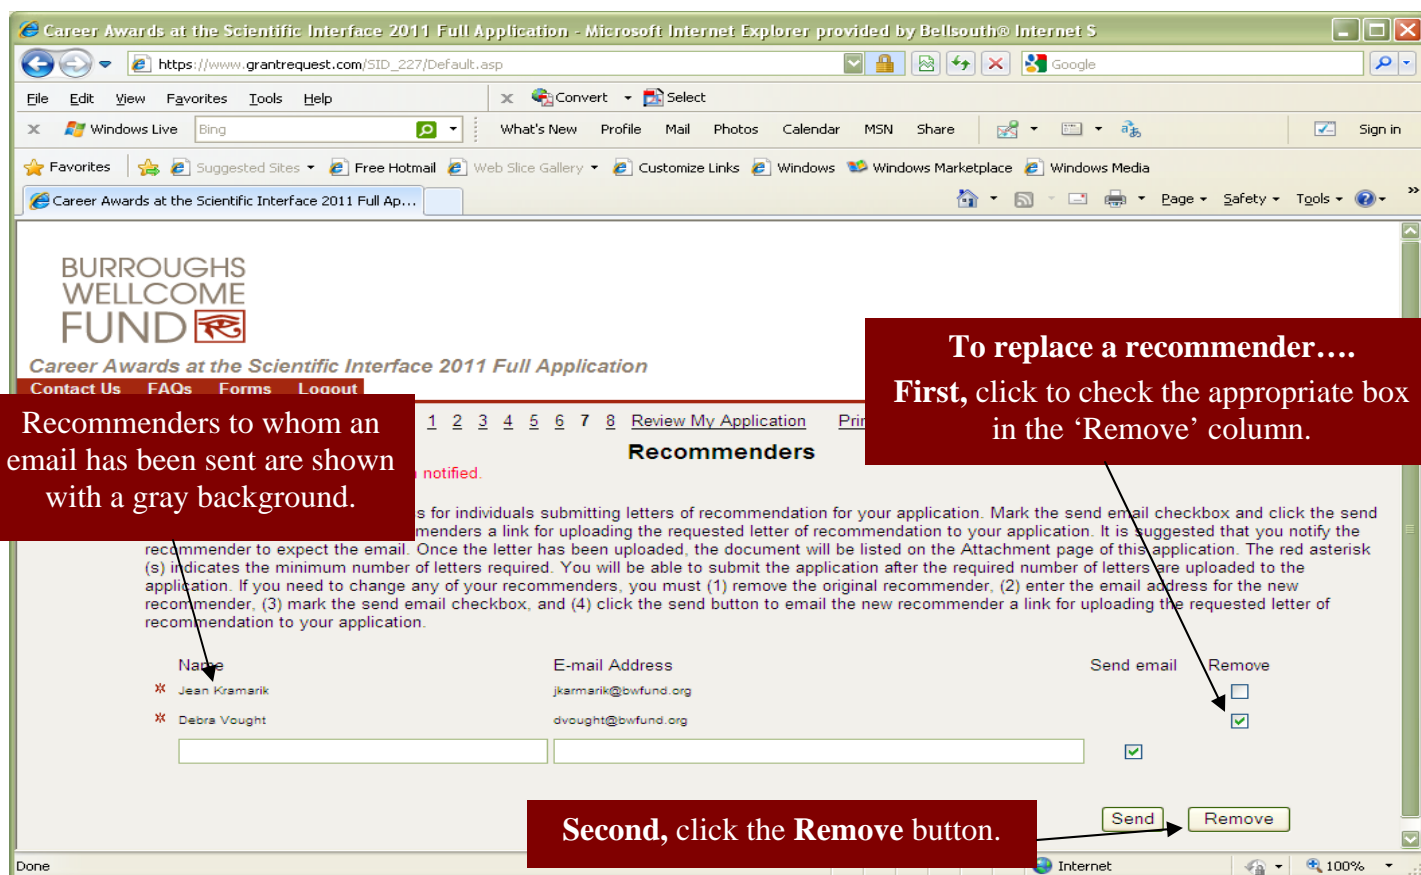 Career Awards at the Scientific Interface 2011 Full Application - Microsoft Internet Explorer provided by Bellsouth® Internet S
https://www.grantrequest.com/SID_227/Default.asp
Google
File Edit View Favorites Tools Help
x Convert Select
x Windows Live Bing What's New Profile Mail Photos Calendar MSN Share Sign in
Favorites Suggested Sites Free Hotmail Web Slice Gallery Customize Links Windows Windows Marketplace Windows Media
Career Awards at the Scientific Interface 2011 Full Ap... Page Safety Tools »
BURROUGHS
WELLCOME
FUND
Career Awards at the Scientific Interface 2011 Full Application
Contact Us FAQs Forms Logout
To replace a recommender....
First, click to check the appropriate box
in the ‘Remove’ column.
Recommenders to whom an
email has been sent are shown
with a gray background.
1 2 3 4 5 6 7 8 Review My Application
Recommenders
notified.
s for individuals submitting letters of recommendation for your application. Mark the send email checkbox and click the send
menders a link for uploading the requested letter of recommendation to your application. It is suggested that you notify the
recommender to expect the email. Once the letter has been uploaded, the document will be listed on the Attachment page of this application. The red asterisk
(s) indicates the minimum number of letters required. You will be able to submit the application after the required number of letters are uploaded to the
application. If you need to change any of your recommenders, you must (1) remove the original recommender, (2) enter the email address for the new
recommender, (3) mark the send email checkbox, and (4) click the send button to email the new recommender a link for uploading the requested letter of
recommendation to your application.
Name E-mail Address Send email Remove
Jean Kramarik jkarmarik@bwfund.org
Debra Vought dvought@bwfund.org
Send Remove
Second, click the Remove button.
Done Internet 100%